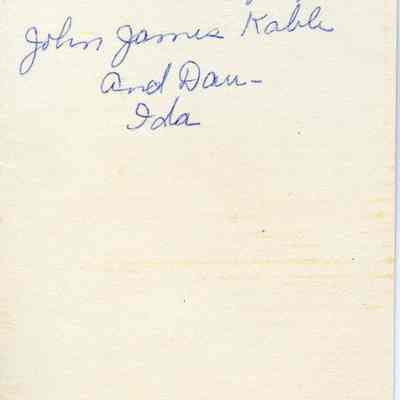 John James Kable
And Dau-
Ida